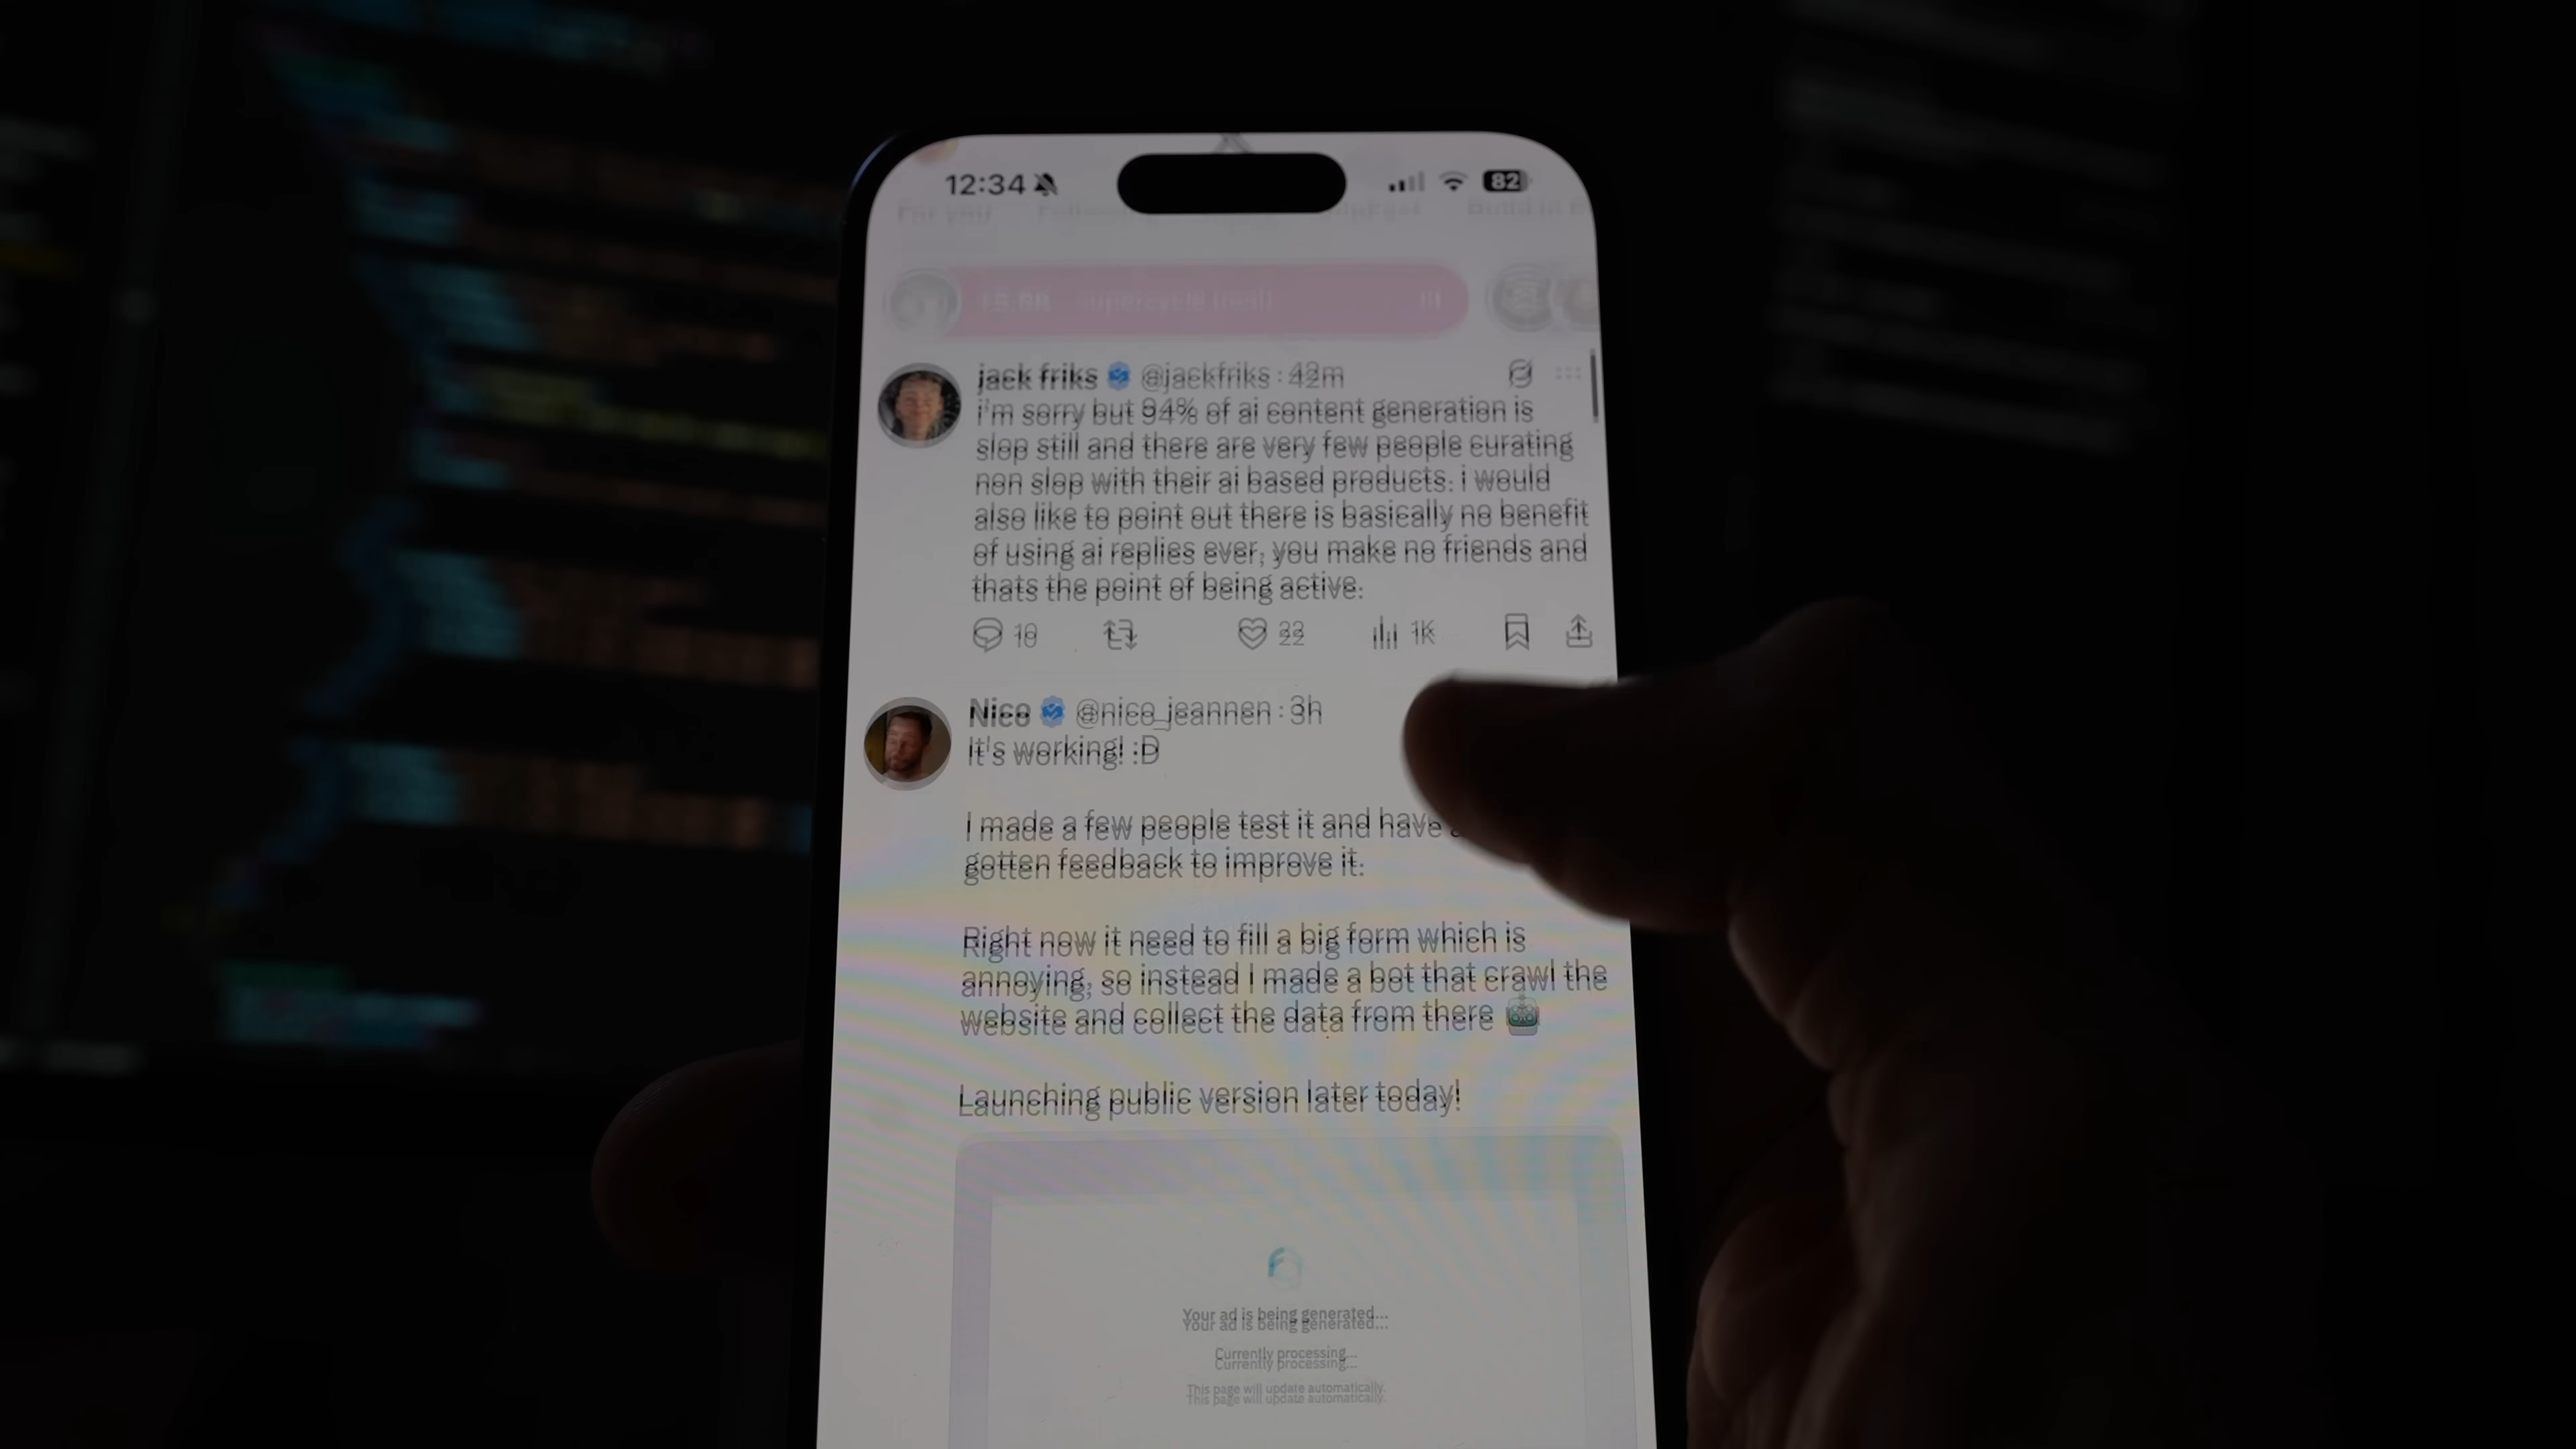 12:34
82
For you
jack friks @jackfriks · 42m
i'm sorry but 94% of ai content generation is
slop still and there are very few people curating
non slop with their ai based products. i would
also like to point out there is basically no benefit
of using ai replies ever, you make no friends and
thats the point of being active.
10 22 1K
Nico @nico_jeannen · 3h
It's working! :D
I made a few people test it and have
gotten feedback to improve it.
Right now it need to fill a big form which is
annoying, so instead I made a bot that crawl the
website and collect the data from there 🤖
Launching public version later today!
Your ad is being generated...
Currently processing...
This page will update automatically.